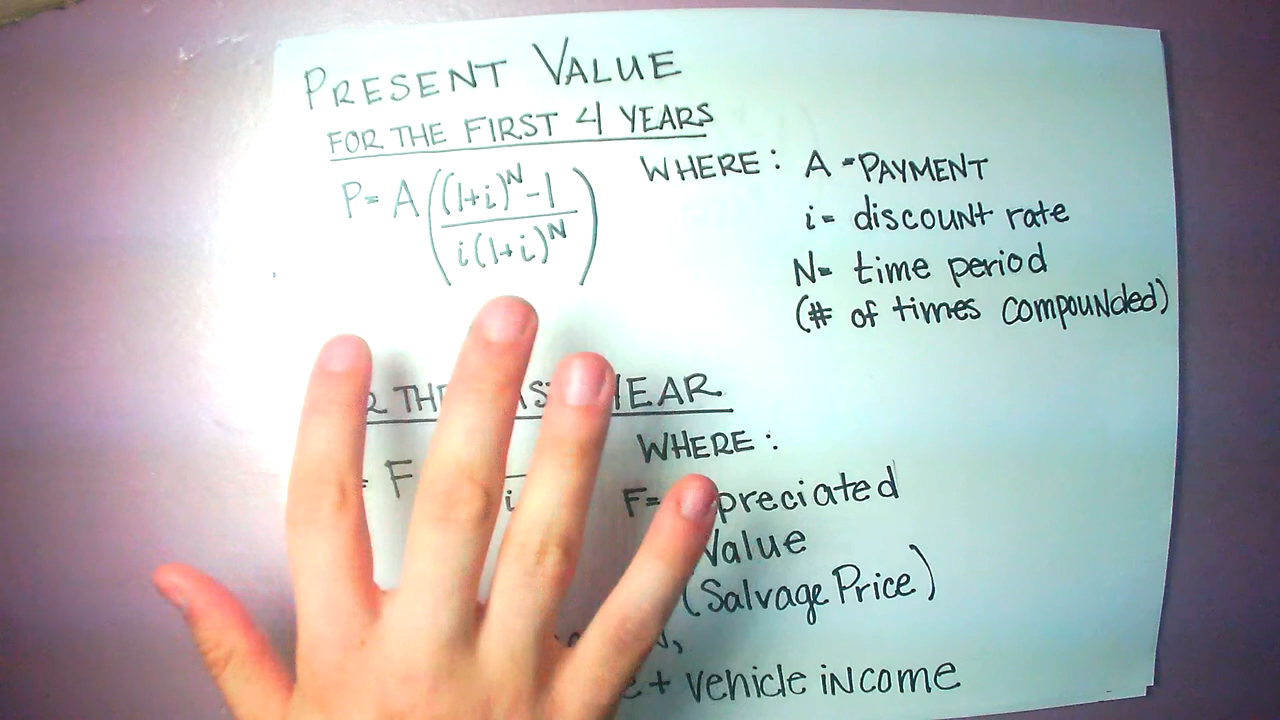 PRESENT VALUE
FOR THE FIRST 4 YEARS
P= A ( (1+i)^N -1 / i(1+i)^N )
WHERE: A =PAYMENT
i= discount rate
N= time period
(# of times compounded)
THE YEAR
= F i
WHERE:
F= preciated
Value
(Salvage Price)
+ vehicle iNcome